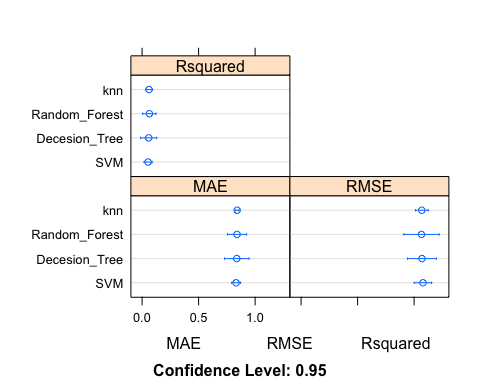 Rsquared
knn
Random_Forest
Decesion_Tree
SVM
MAE RMSE
knn
Random_Forest
Decesion_Tree
SVM
0.0 0.5 1.0
MAE RMSE Rsquared
Confidence Level: 0.95